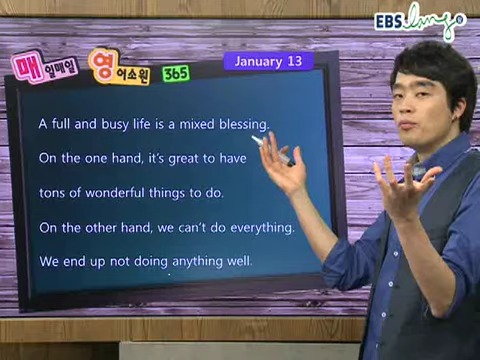 매일매일 영어소원 365
January 13
EBSlang
A full and busy life is a mixed blessing.
On the one hand, it's great to have
tons of wonderful things to do.
On the other hand, we can't do everything.
We end up not doing anything well.